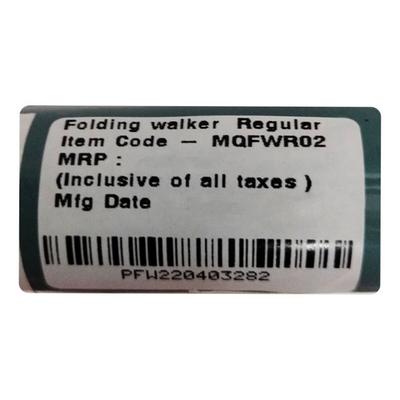 Folding walker Regular
Item Code - MQFWR02
MRP :
(Inclusive of all taxes )
Mfg Date
PFW220403282